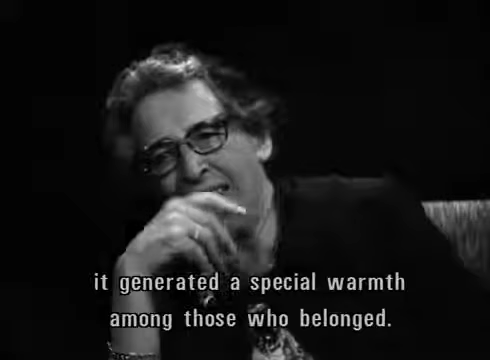 it generated a special warmth
among those who belonged.